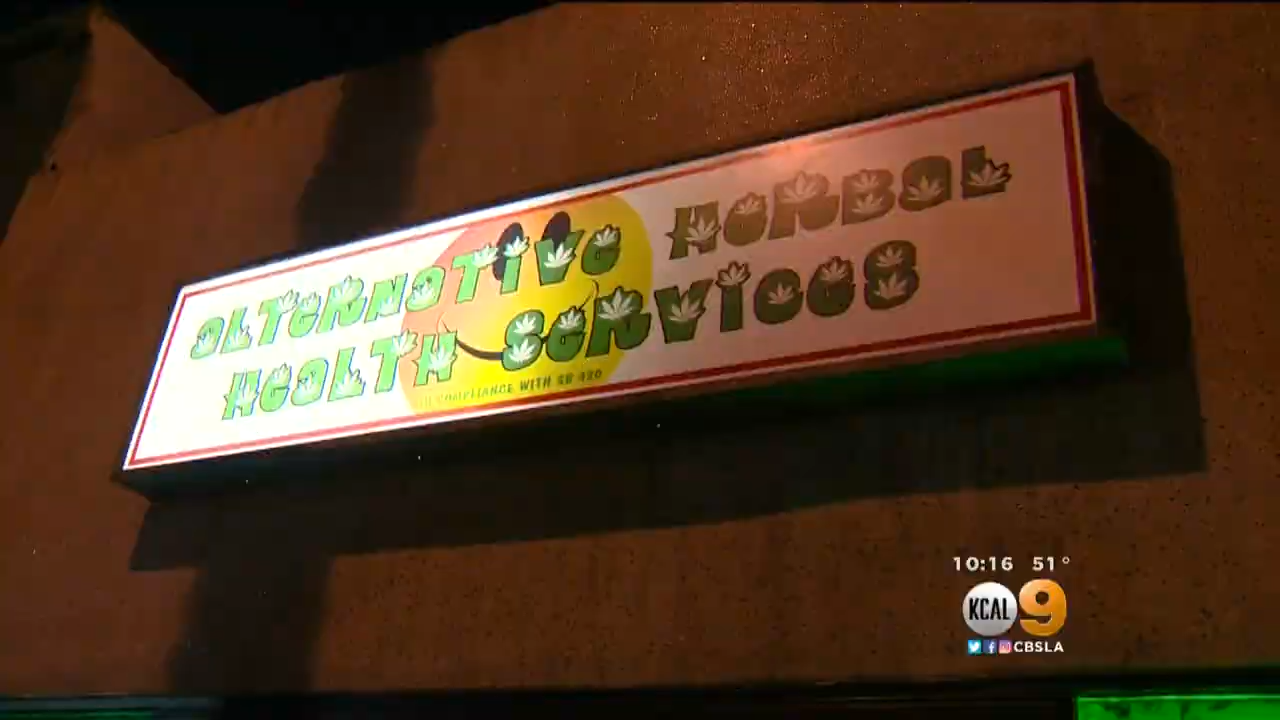 ALTERNATIVE HERBAL
HEALTH SERVICES
IN COMPLIANCE WITH SB 420
10:16 51°
KCAL 9
CBSLA